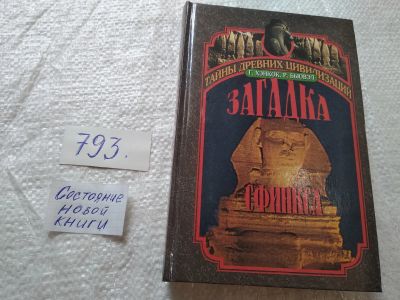 ТАЙНЫ ДРЕВНИХ ЦИВИЛИЗАЦИЙ
Г. ХЭНКОК, Р. БЬЮВЭЛ
ЗАГАДКА
СФИНКСА
793.
Состояние
новой
книги